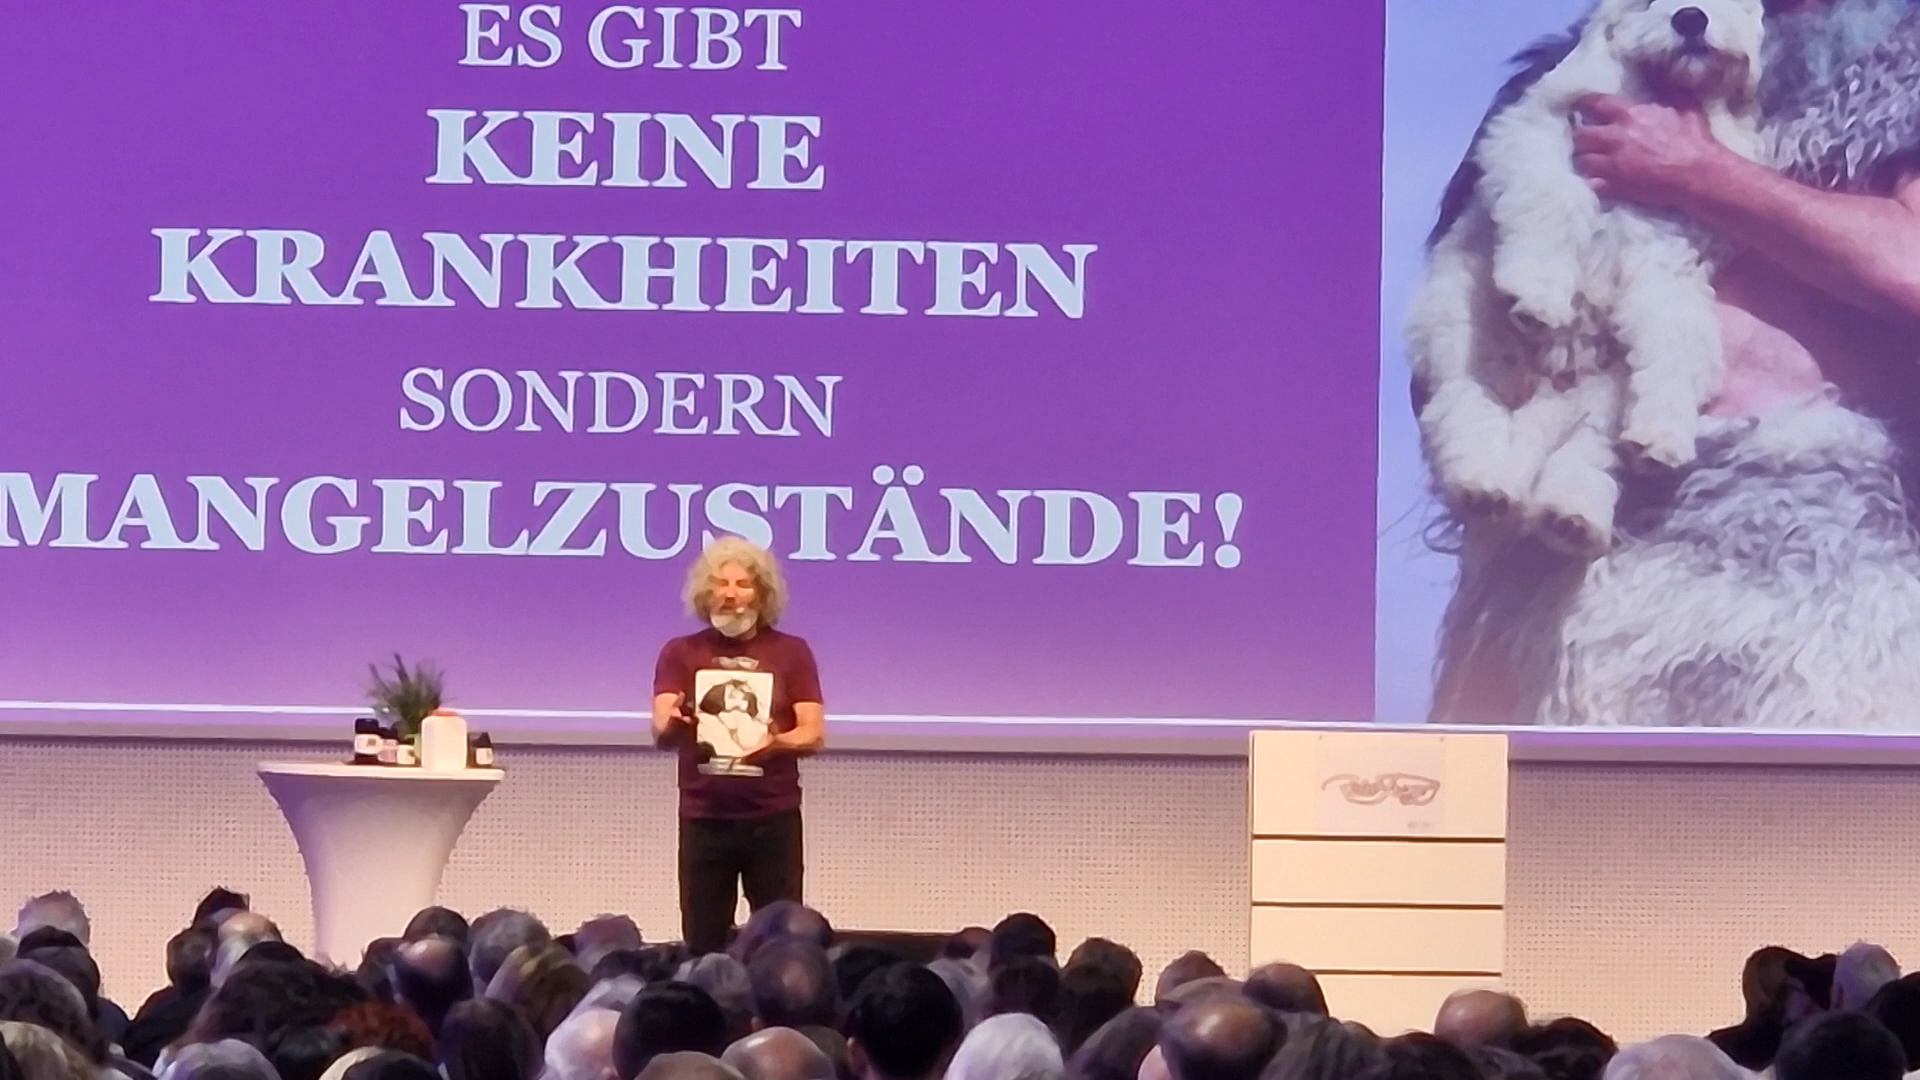 ES GIBT
KEINE
KRANKHEITEN
SONDERN
MANGELZUSTÄNDE!